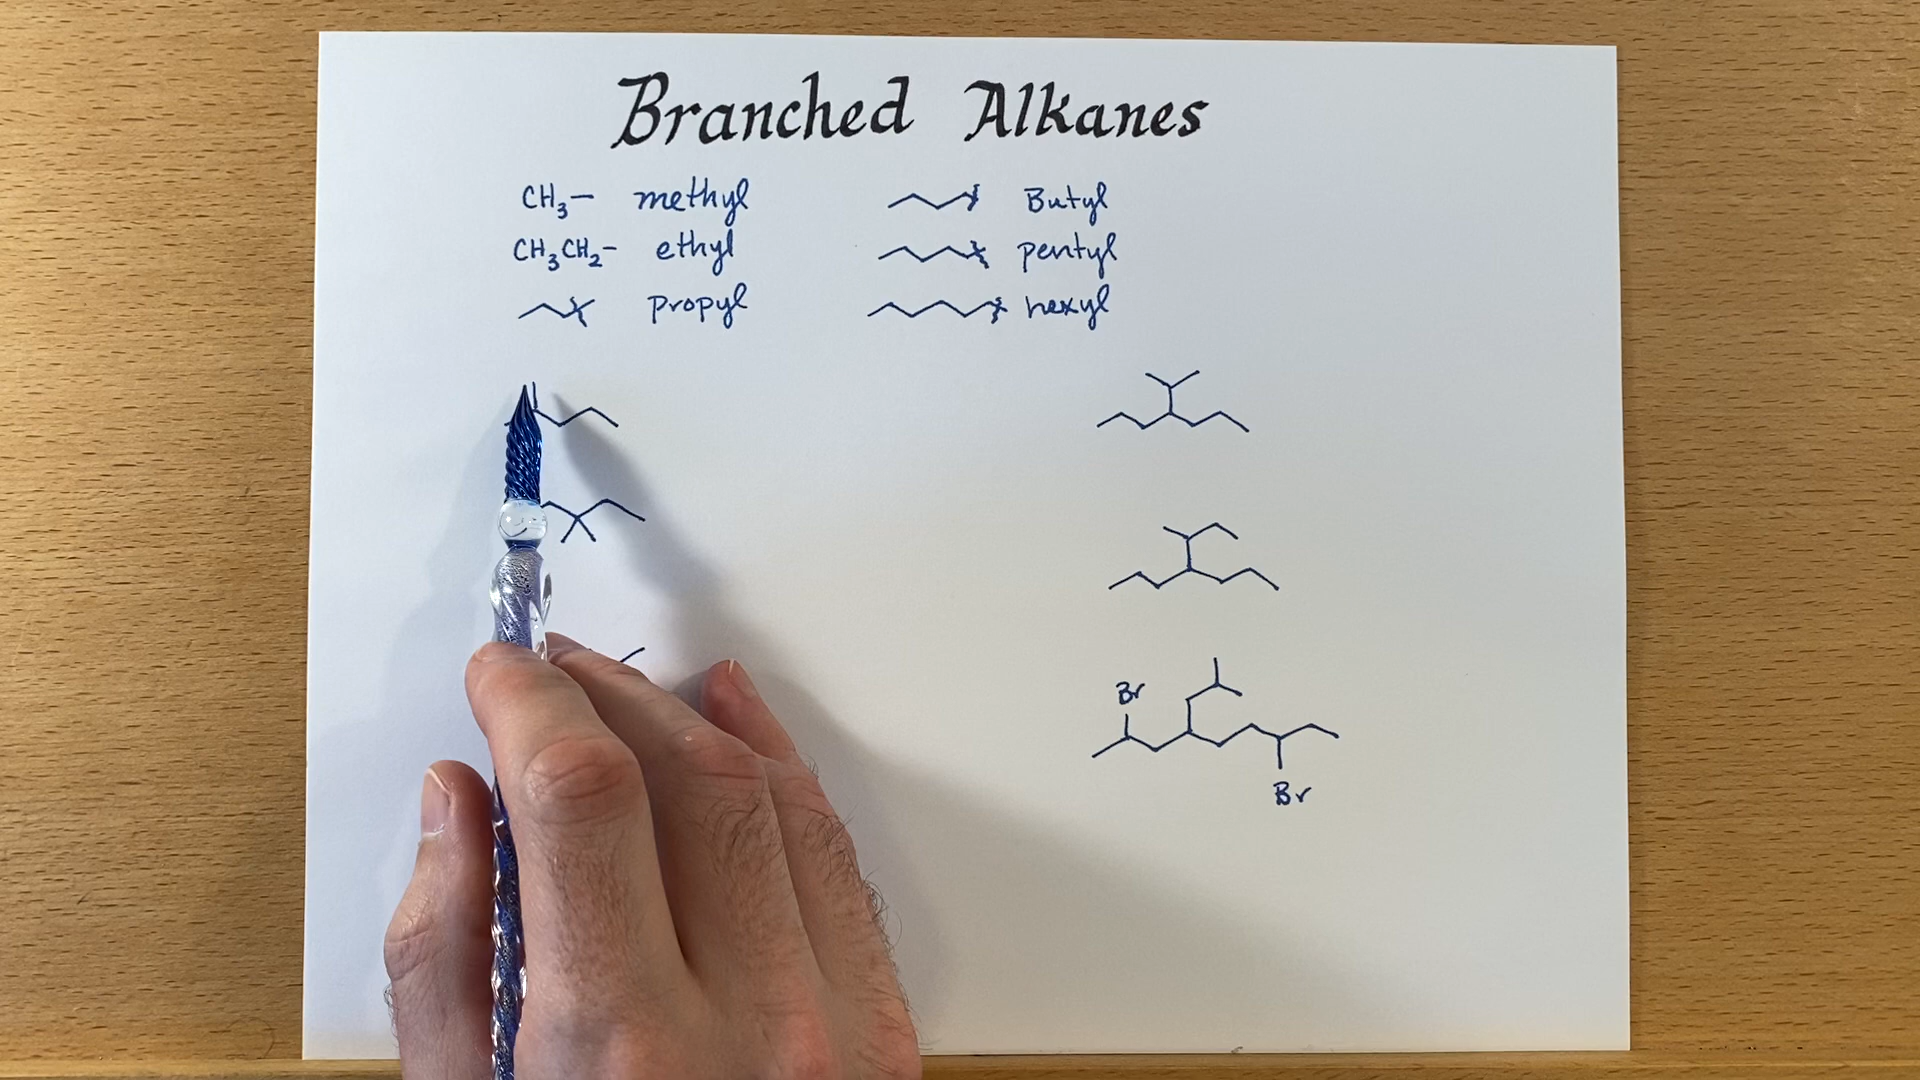 Branched Alkanes
CH₃— methyl
CH₃CH₂- ethyl
propyl
Butyl
pentyl
hexyl
Br
Br